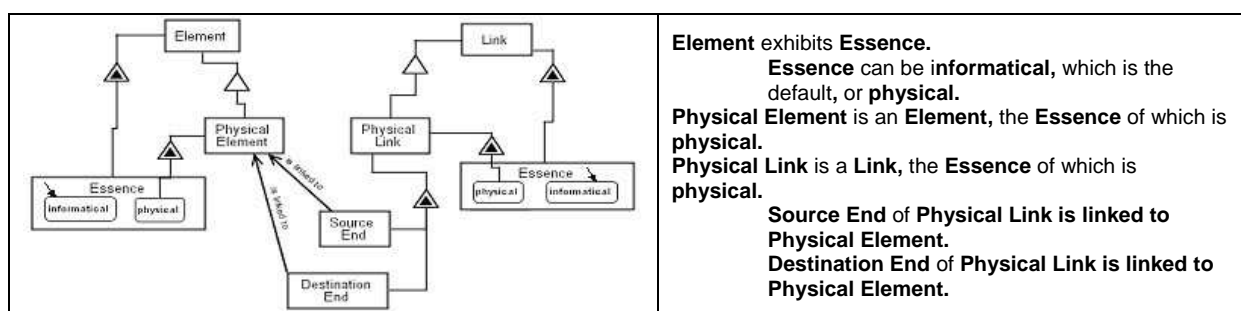 Element
Link
Physical
Element
Physical
Link
is linked to
is linked to
Essence
informatical
physical
Essence
physical
informatical
Source
End
Destination
End
Element exhibits Essence.
Essence can be informatical, which is the
default, or physical.
Physical Element is an Element, the Essence of which is
physical.
Physical Link is a Link, the Essence of which is
physical.
Source End of Physical Link is linked to
Physical Element.
Destination End of Physical Link is linked to
Physical Element.